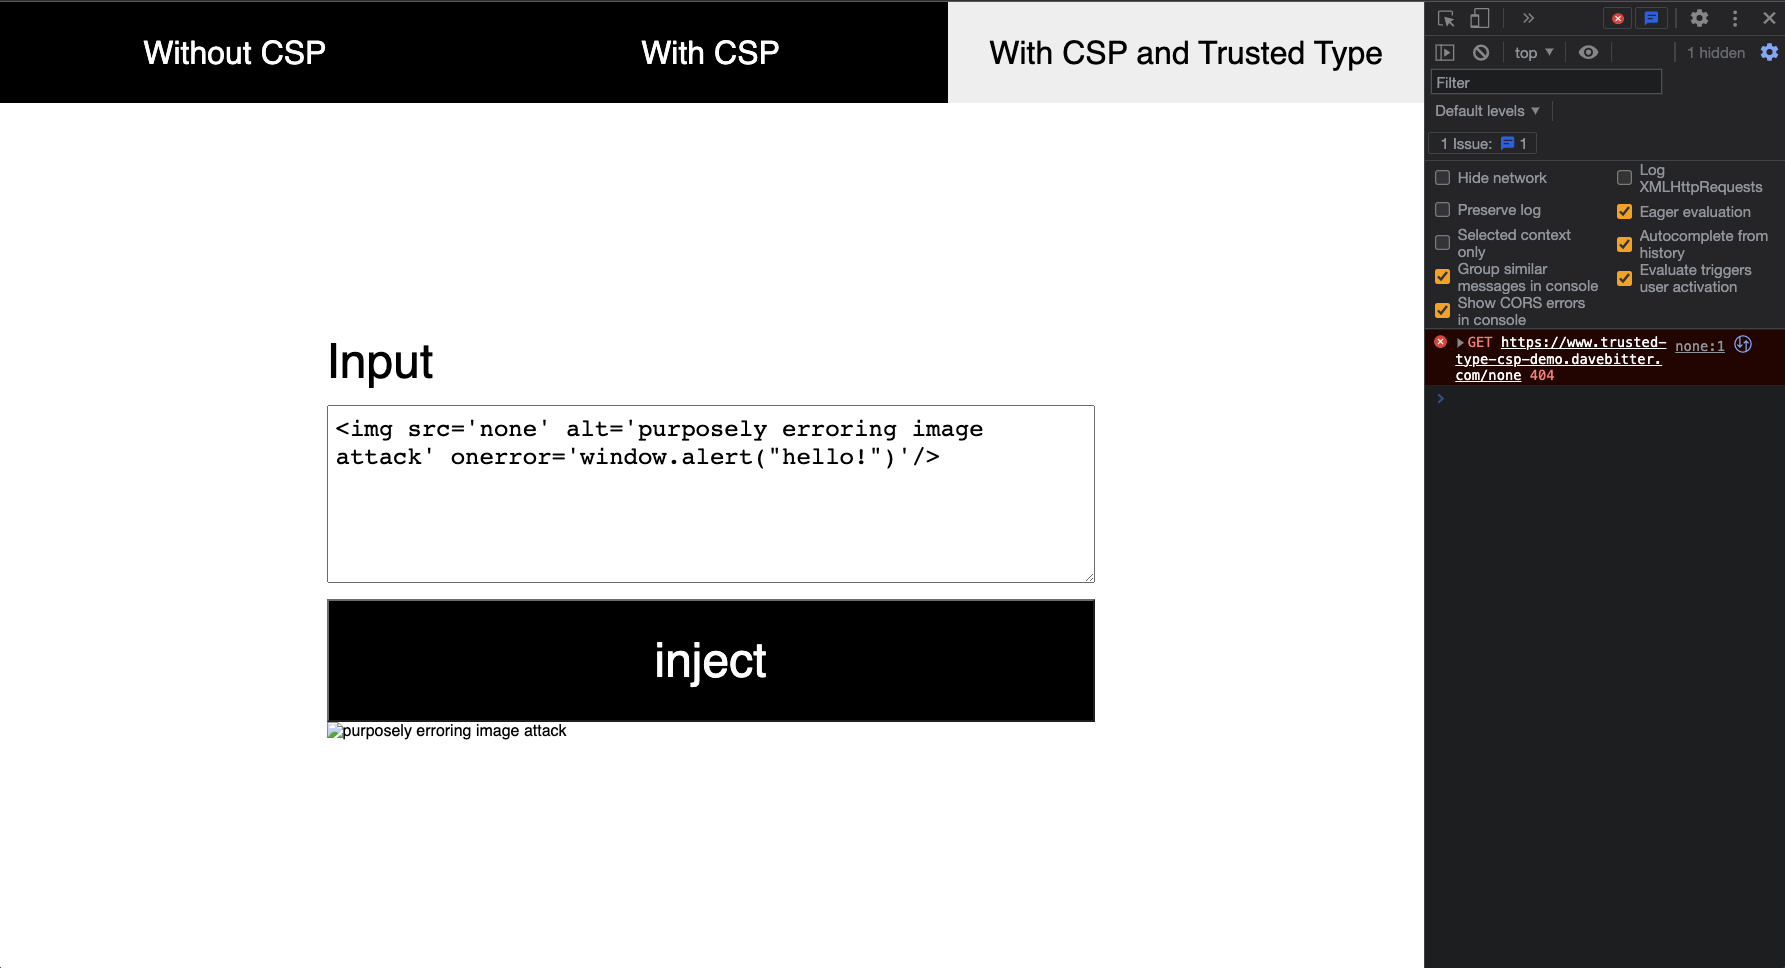 Without CSP
With CSP
With CSP and Trusted Type
Input
<img src='none' alt='purposely erroring image
attack' onerror='window.alert("hello!")'/>
inject
purposely erroring image attack
top
1 hidden
Filter
Default levels
1 Issue: 1
Hide network
Log
XMLHttpRequests
Preserve log
Eager evaluation
Selected context
only
Autocomplete from
history
Group similar
messages in console
Evaluate triggers
user activation
Show CORS errors
in console
GET https://www.trusted- none:1
type-csp-demo.davebitter.
com/none 404